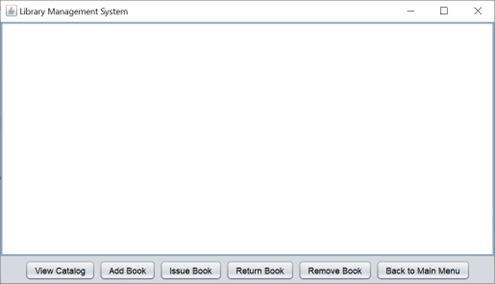 Library Management System
View Catalog Add Book Issue Book Return Book Remove Book Back to Main Menu